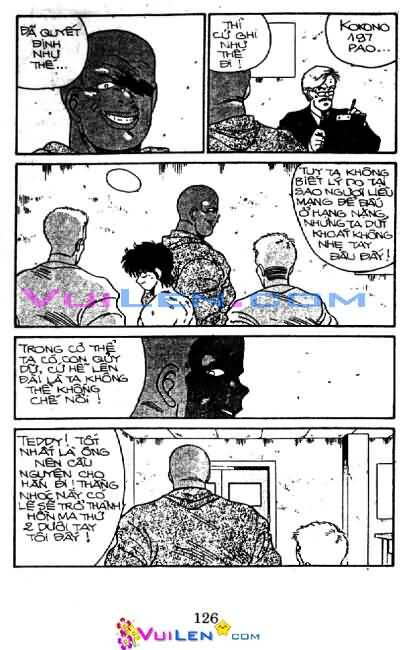 ĐÃ QUYẾT
ĐỊNH
NHƯ
THẾ...
THÌ
CỨ GHI
NHƯ
THẾ
ĐI!
KOKONO
197
PAO...
TUY TA KHÔNG
BIẾT LÝ DO TẠI
SAO NGƯƠI LIỀU
MẠNG ĐỂ ĐẤU
Ở HẠNG NẶNG,
NHƯNG TA DỨT
KHOÁT KHÔNG
NHẸ TAY
ĐÂU ĐẤY!
VUILEN.COM
TRONG CƠ THỂ
TA CÓ CON QUỶ
DỮ, CỨ HỄ LÊN
ĐÀI LÀ TA KHÔNG
THỂ KHỐNG
CHẾ NỔI!
TEDDY! TỐT
NHẤT LÀ ÔNG
NÊN CẦU
NGUYỆN CHO
HẮN ĐI! THẰNG
NHÓC NÀY CÓ
LẼ SẼ TRỞ THÀNH
HỒN MA THỨ
2 DƯỚI TAY
TÔI ĐẤY!
126
VUILEN.COM